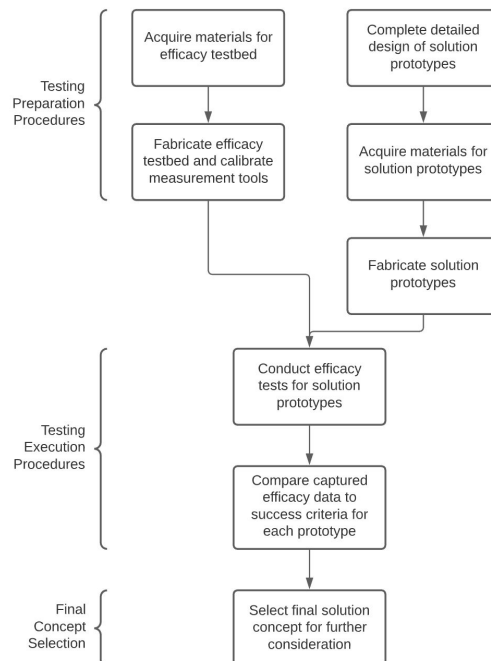 Acquire materials for
efficacy testbed
Complete detailed
design of solution
prototypes
Testing
Preparation
Procedures
Fabricate efficacy
testbed and calibrate
measurement tools
Acquire materials for
solution prototypes
Fabricate solution
prototypes
Conduct efficacy
tests for solution
prototypes
Testing
Execution
Procedures
Compare captured
efficacy data to
success criteria for
each prototype
Final
Concept
Selection
Select final solution
concept for further
consideration